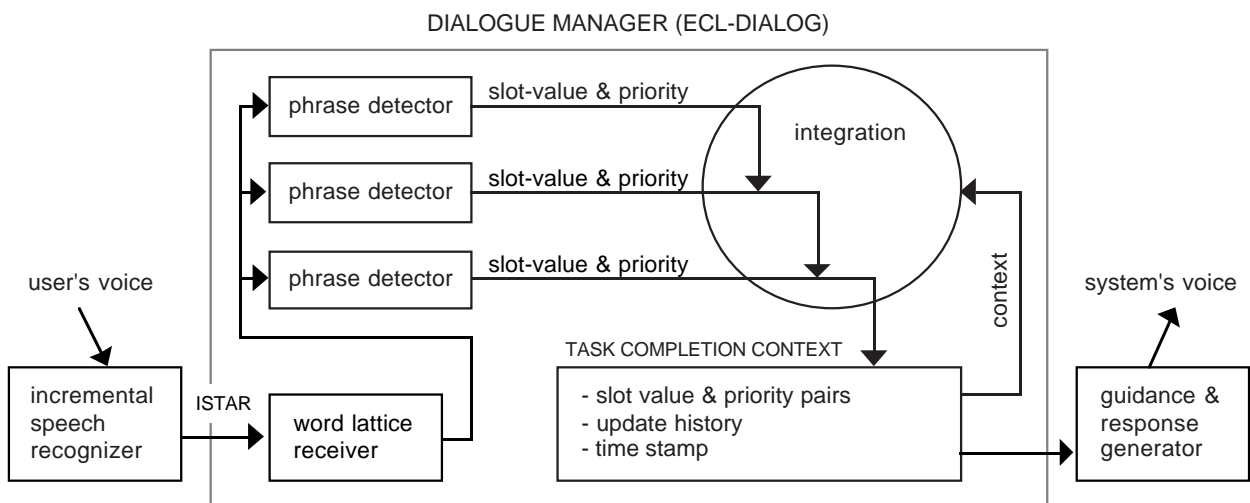 DIALOGUE MANAGER (ECL-DIALOG)
phrase detector
slot-value & priority
integration
phrase detector
slot-value & priority
phrase detector
slot-value & priority
user's voice
context
system's voice
TASK COMPLETION CONTEXT
incremental
speech
recognizer
ISTAR
word lattice
receiver
- slot value & priority pairs
- update history
- time stamp
guidance &
response
generator